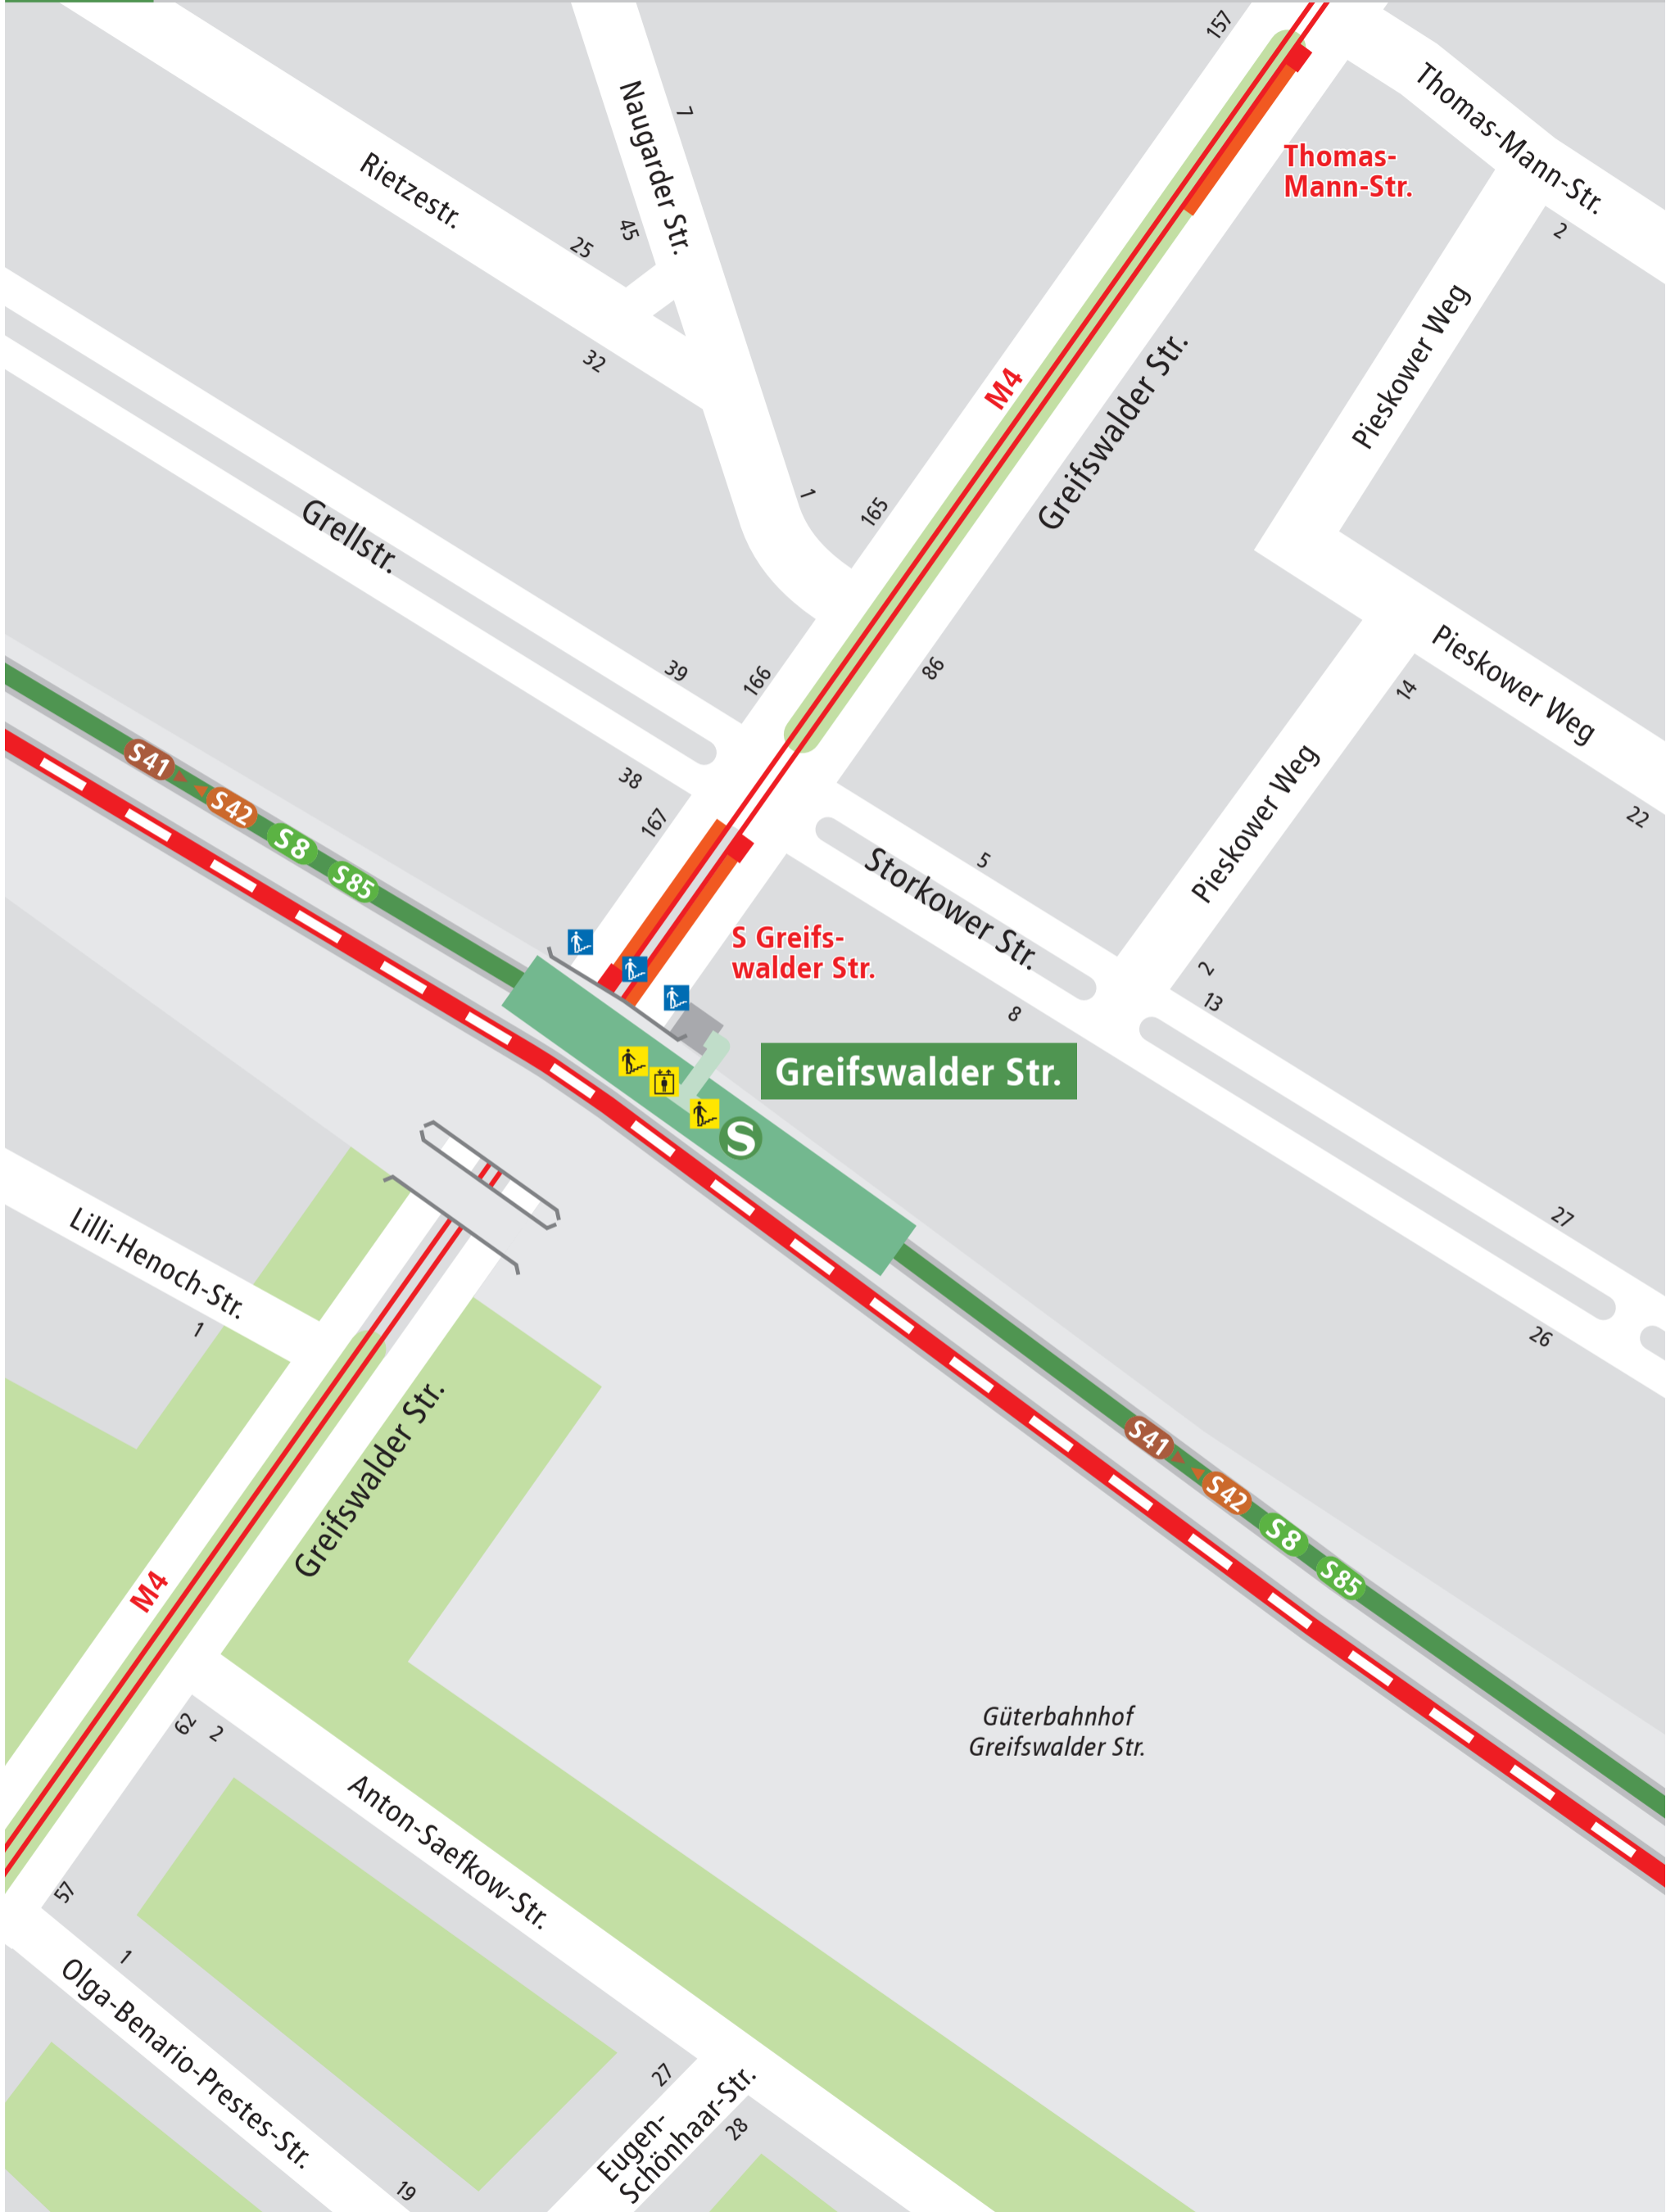 157
Thomas-Mann-Str.
Naugarder Str.
7
Thomas-
Mann-Str.
Rietzestr.
45
25
2
Pieskower Weg
32
M4
Greifswalder Str.
1
165
Grellstr.
39
166
86
Pieskower Weg
14
38
167
S41
S42
S8
S85
22
Pieskower Weg
5
Storkower Str.
S Greifs-
walder Str.
2
13
8
Greifswalder Str.
S
Lilli-Henoch-Str.
1
27
26
Greifswalder Str.
S41
S42
S8
S85
M4
Güterbahnhof
Greifswalder Str.
62
2
Anton-Saefkow-Str.
57
1
Olga-Benario-Prestes-Str.
27
Eugen-
Schönhaar-Str.
28
19